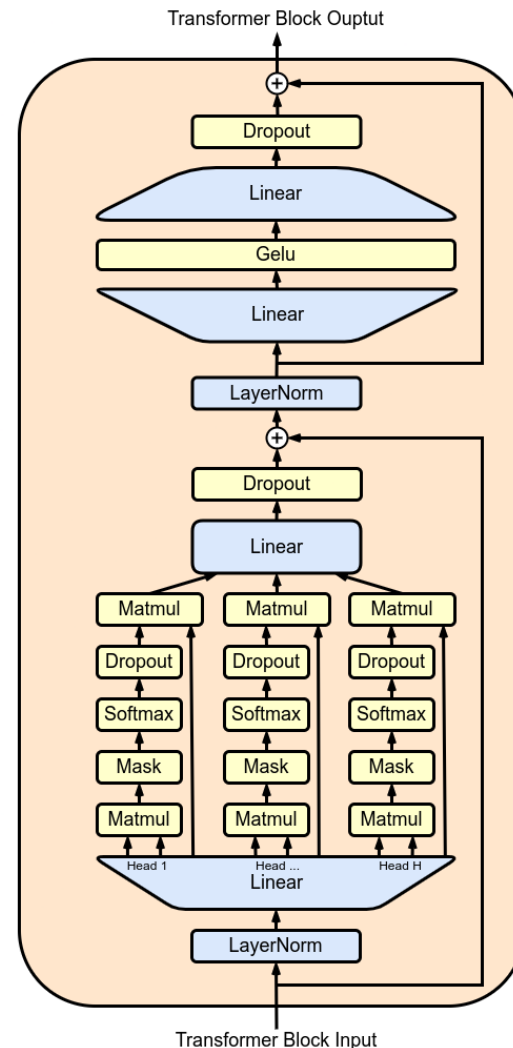 Transformer Block Ouptut
+
Dropout
Linear
Gelu
Linear
LayerNorm
+
Dropout
Linear
Matmul Matmul Matmul
Dropout Dropout Dropout
Softmax Softmax Softmax
Mask Mask Mask
Matmul Matmul Matmul
Head 1 Head ... Head H
Linear
LayerNorm
Transformer Block Input